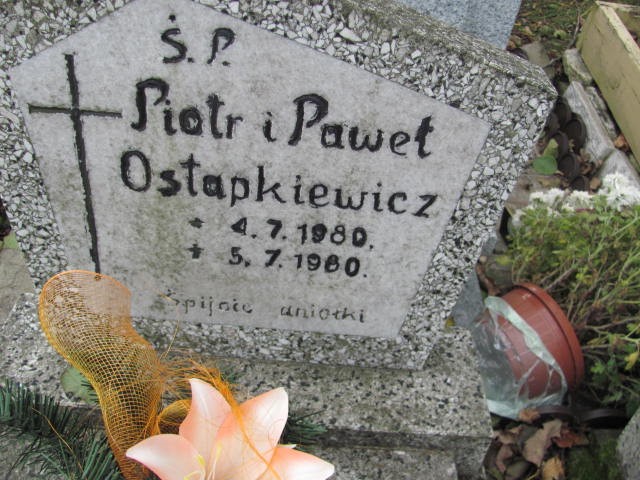 Ś. P.
Piotr i Paweł
Ostapkiewicz
* 4.7.1980.
+ 5.7.1980.
Śpijcie aniołki